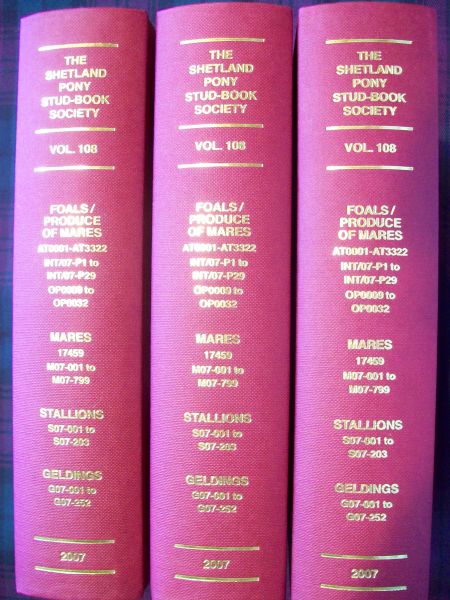 THE
SHETLAND
PONY
STUD-BOOK
SOCIETY
VOL. 108
FOALS/
PRODUCE
OF MARES
AT0001-AT3322
INT/07-P1 to
INT/07-P29
OP0009 to
OP0032
MARES
17459
M07-001 to
M07-799
STALLIONS
S07-001 to
S07-203
GELDINGS
G07-001 to
G07-252
2007
THE
SHETLAND
PONY
STUD-BOOK
SOCIETY
VOL. 108
FOALS/
PRODUCE
OF MARES
AT0001-AT3322
INT/07-P1 to
INT/07-P29
OP0009 to
OP0032
MARES
17459
M07-001 to
M07-799
STALLIONS
S07-001 to
S07-203
GELDINGS
G07-001 to
G07-252
2007
THE
SHETLAND
PONY
STUD-BOOK
SOCIETY
VOL. 108
FOALS/
PRODUCE
OF MARES
AT0001-AT3322
INT/07-P1 to
INT/07-P29
OP0009 to
OP0032
MARES
17459
M07-001 to
M07-799
STALLIONS
S07-001 to
S07-203
GELDINGS
G07-001 to
G07-252
2007